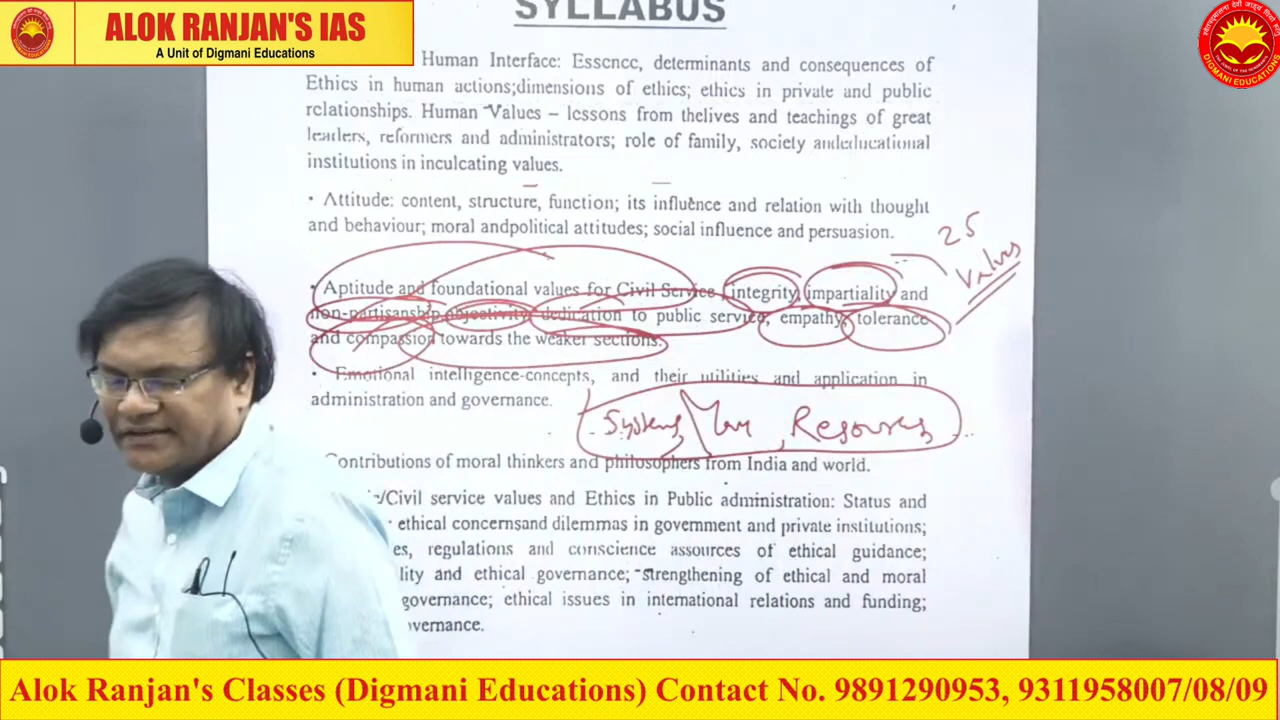 SYLLABUS
ALOK RANJAN'S IAS
A Unit of Digmani Educations
DIGMANI EDUCATIONS
Human Interface: Essence, determinants and consequences of
Ethics in human actions;dimensions of ethics; ethics in private and public
relationships. Human Values – lessons from thelives and teachings of great
leaders, reformers and administrators; role of family, society andeducational
institutions in inculcating values.
• Attitude: content, structure, function; its influence and relation with thought
and behaviour; moral andpolitical attitudes; social influence and persuasion.
25
Values
• Aptitude and foundational values for Civil Service , integrity, impartiality and
non-partisanship, objectivity, dedication to public service, empathy, tolerance
and compassion towards the weaker sections.
• Emotional intelligence-concepts, and their utilities and application in
administration and governance.
Systems, Law, Resources
Contributions of moral thinkers and philosophers from India and world.
/Civil service values and Ethics in Public administration: Status and
ethical concernsand dilemmas in government and private institutions;
es, regulations and conscience assources of ethical guidance;
lity and ethical governance; strengthening of ethical and moral
governance; ethical issues in international relations and funding;
vernance.
Alok Ranjan's Classes (Digmani Educations) Contact No. 9891290953, 9311958007/08/09